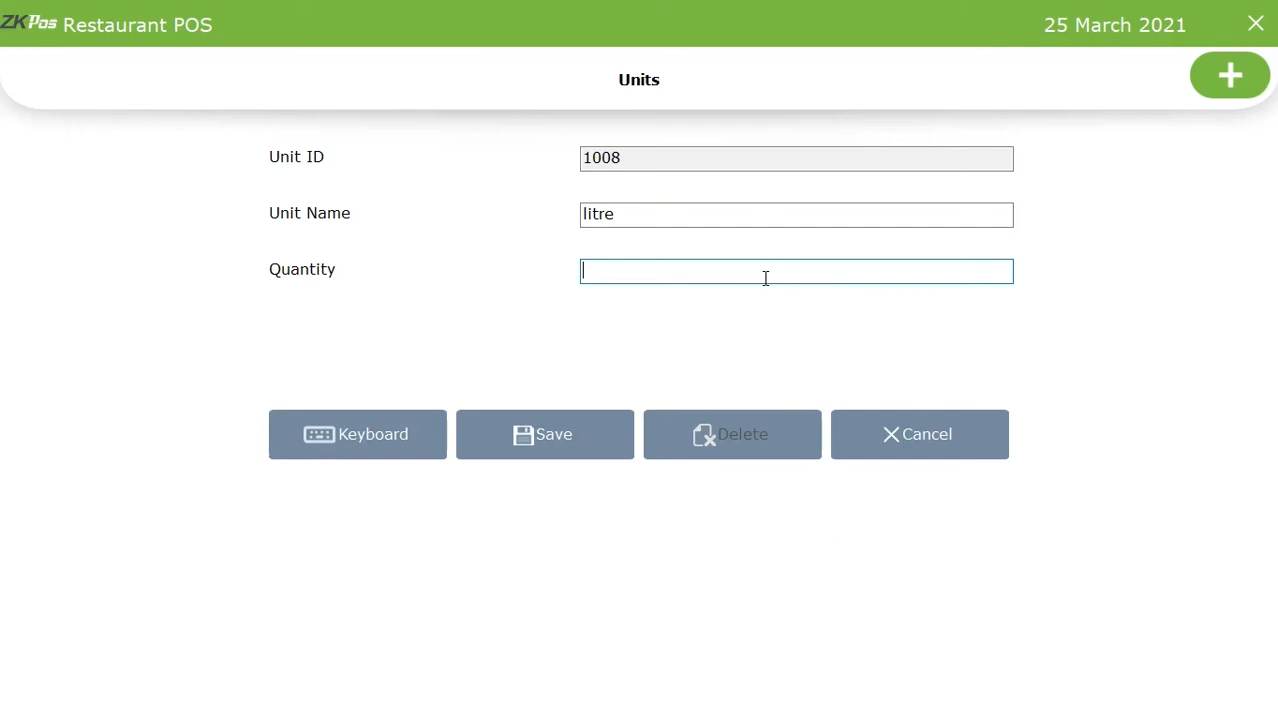 ZKPos Restaurant POS 25 March 2021
Units
Unit ID 1008
Unit Name litre
Quantity
Keyboard Save Delete Cancel